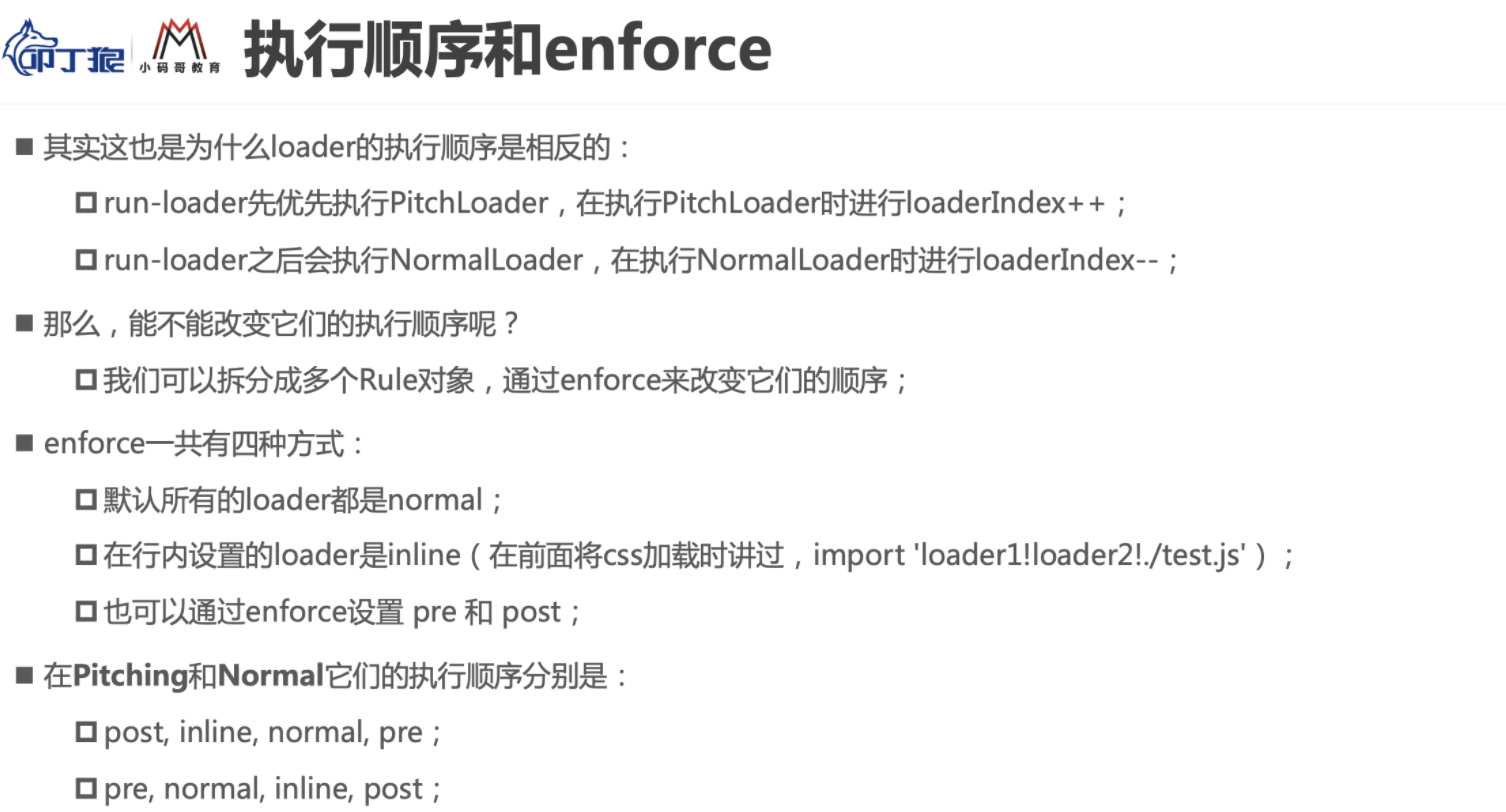 叩丁狼
小码哥教育
执行顺序和enforce
其实这也是为什么loader的执行顺序是相反的：
run-loader先优先执行PitchLoader，在执行PitchLoader时进行loaderIndex++；
run-loader之后会执行NormalLoader，在执行NormalLoader时进行loaderIndex--；
那么，能不能改变它们的执行顺序呢？
我们可以拆分成多个Rule对象，通过enforce来改变它们的顺序；
enforce一共有四种方式：
默认所有的loader都是normal；
在行内设置的loader是inline（在前面将css加载时讲过，import 'loader1!loader2!./test.js'）；
也可以通过enforce设置 pre 和 post；
在Pitching和Normal它们的执行顺序分别是：
post, inline, normal, pre；
pre, normal, inline, post；